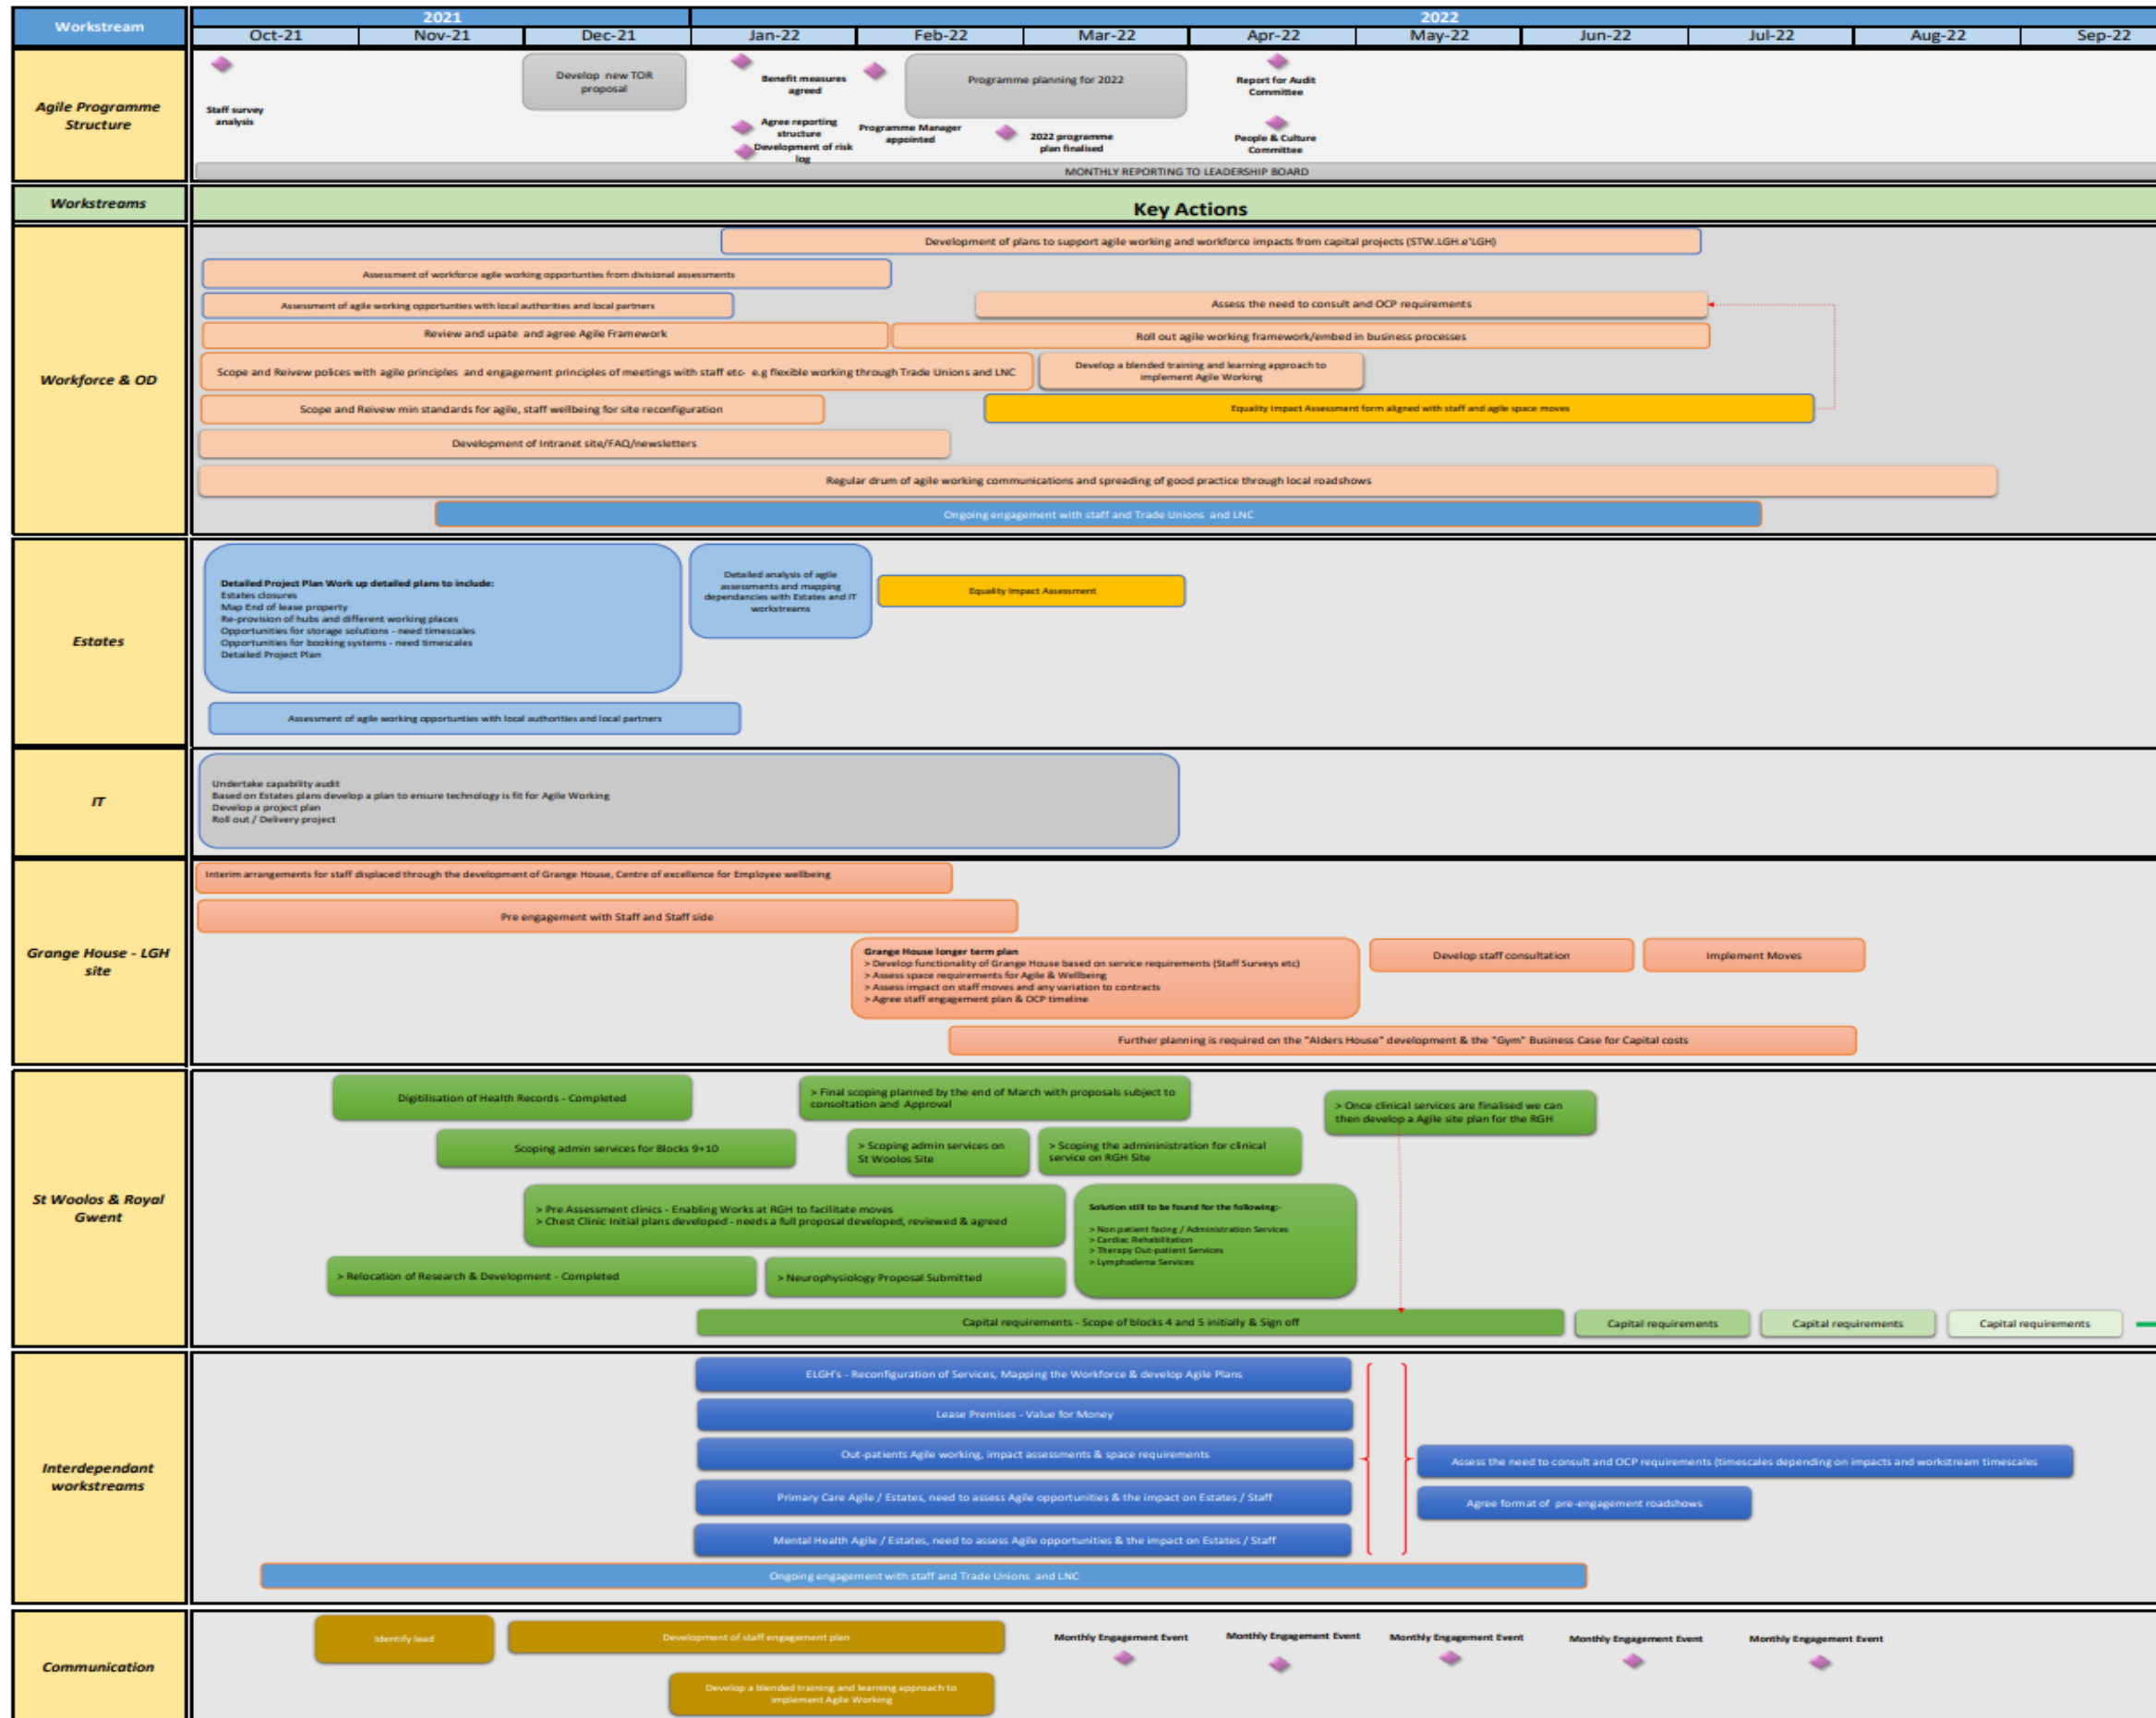 Workstream
2021
2022
Oct-21
Nov-21
Dec-21
Jan-22
Feb-22
Mar-22
Apr-22
May-22
Jun-22
Jul-22
Aug-22
Sep-22
Agile Programme
Structure
Staff survey
analysis
Develop new TOR
proposal
Benefit measures
agreed
Agree reporting
structure
Development of risk
log
Programme Manager
appointed
Programme planning for 2022
2022 programme
plan finalised
Report for Audit
Committee
People & Culture
Committee
MONTHLY REPORTING TO LEADERSHIP BOARD
Workstreams
Key Actions
Workforce & OD
Development of plans to support agile working and workforce impacts from capital projects (STW.LGH.e'LGH)
Assessment of workforce agile working opportunties from divisional assessments
Assessment of agile working opportunties with local authorities and local partners
Assess the need to consult and OCP requirements
Review and upate and agree Agile Framework
Roll out agile working framework/embed in business processes
Scope and Reivew polices with agile principles and engagement principles of meetings with staff etc- e.g flexible working through Trade Unions and LNC
Develop a blended training and learning approach to
implement Agile Working
Scope and Reivew min standards for agile, staff wellbeing for site reconfiguration
Equality Impact Assessment form aligned with staff and agile space moves
Development of Intranet site/FAQ/newsletters
Regular drum of agile working communications and spreading of good practice through local roadshows
Ongoing engagement with staff and Trade Unions and LNC
Estates
Detailed Project Plan Work up detailed plans to include:
Estates closures
Map End of lease property
Re-provision of hubs and different working places
Opportunities for storage solutions - need timescales
Opportunities for booking systems - need timescales
Detailed Project Plan
Detailed analysis of agile
assessments and mapping
dependancies with Estates and IT
workstreams
Equality Impact Assessment
Assessment of agile working opportunties with local authorities and local partners
IT
Undertake capability audit
Based on Estates plans develop a plan to ensure technology is fit for Agile Working
Develop a project plan
Roll out / Delivery project
Grange House - LGH
site
Interim arrangements for staff displaced through the development of Grange House, Centre of excellence for Employee wellbeing
Pre engagement with Staff and Staff side
Grange House longer term plan
> Develop functionality of Grange House based on service requirements (Staff Surveys etc)
> Assess space requirements for Agile & Wellbeing
> Assess impact on staff moves and any variation to contracts
> Agree staff engagement plan & OCP timeline
Develop staff consultation
Implement Moves
Further planning is required on the "Alders House" development & the "Gym" Business Case for Capital costs
St Woolos & Royal
Gwent
Digitilisation of Health Records - Completed
> Final scoping planned by the end of March with proposals subject to
consoltation and Approval
> Once clinical services are finalised we can
then develop a Agile site plan for the RGH
Scoping admin services for Blocks 9+10
> Scoping admin services on
St Woolos Site
> Scoping the admininistration for clinical
service on RGH Site
> Pre Assessment clinics - Enabling Works at RGH to facilitate moves
> Chest Clinic Initial plans developed - needs a full proposal developed, reviewed & agreed
Solution still to be found for the following:-
> Non patient facing / Administration Services
> Cardiac Rehabilitation
> Therapy Out-patient Services
> Lymphadema Services
> Relocation of Research & Development - Completed
> Neurophysiology Proposal Submitted
Capital requirements - Scope of blocks 4 and 5 initially & Sign off
Capital requirements
Capital requirements
Capital requirements
Interdependant
workstreams
ELGH's - Reconfiguration of Services, Mapping the Workforce & develop Agile Plans
Lease Premises - Value for Money
Out-patients Agile working, impact assessments & space requirements
Primary Care Agile / Estates, need to assess Agile opportunities & the impact on Estates / Staff
Mental Health Agile / Estates, need to assess Agile opportunities & the impact on Estates / Staff
Assess the need to consult and OCP requirements (timescales depending on impacts and workstream timescales
Agree format of pre-engagement roadshows
Ongoing engagement with staff and Trade Unions and LNC
Communication
Identify lead
Development of staff engagement plan
Develop a blended training and learning approach to
implement Agile Working
Monthly Engagement Event
Monthly Engagement Event
Monthly Engagement Event
Monthly Engagement Event
Monthly Engagement Event